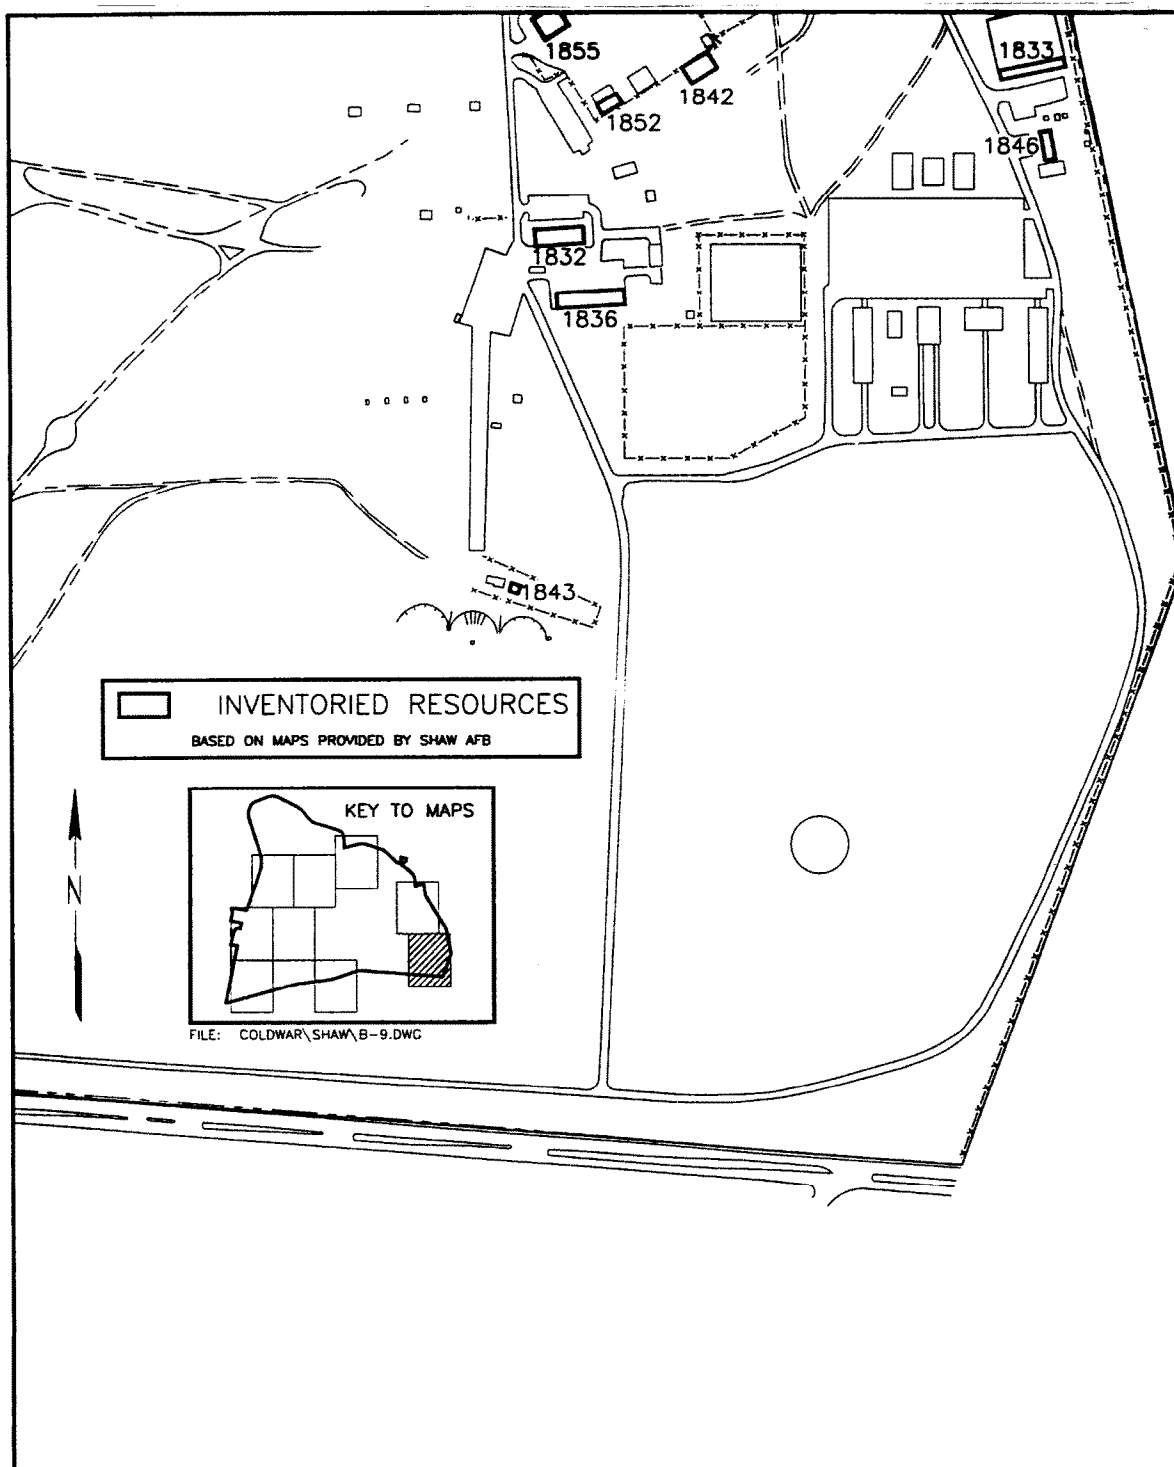 1855
1833
1842
1852
1846
1832
1836
1843
INVENTORIED RESOURCES
BASED ON MAPS PROVIDED BY SHAW AFB
KEY TO MAPS
N
FILE: COLDWAR\SHAW\B-9.DWG